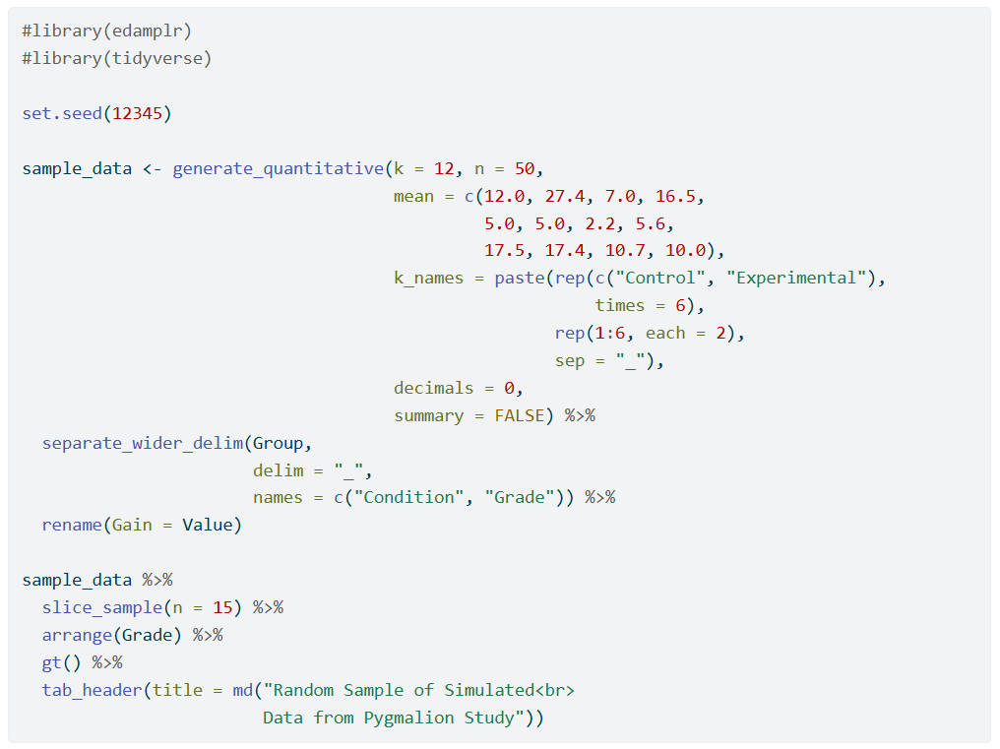 #library(edamplr)
#library(tidyverse)
set.seed(12345)
sample_data <- generate_quantitative(k = 12, n = 50,
mean = c(12.0, 27.4, 7.0, 16.5,
5.0, 5.0, 2.2, 5.6,
17.5, 17.4, 10.7, 10.0),
k_names = paste(rep(c("Control", "Experimental"),
times = 6),
rep(1:6, each = 2),
sep = "_"),
decimals = 0,
summary = FALSE) %>%
separate_wider_delim(Group,
delim = "_",
names = c("Condition", "Grade")) %>%
rename(Gain = Value)
sample_data %>%
slice_sample(n = 15) %>%
arrange(Grade) %>%
gt() %>%
tab_header(title = md("Random Sample of Simulated<br>
Data from Pygmalion Study"))